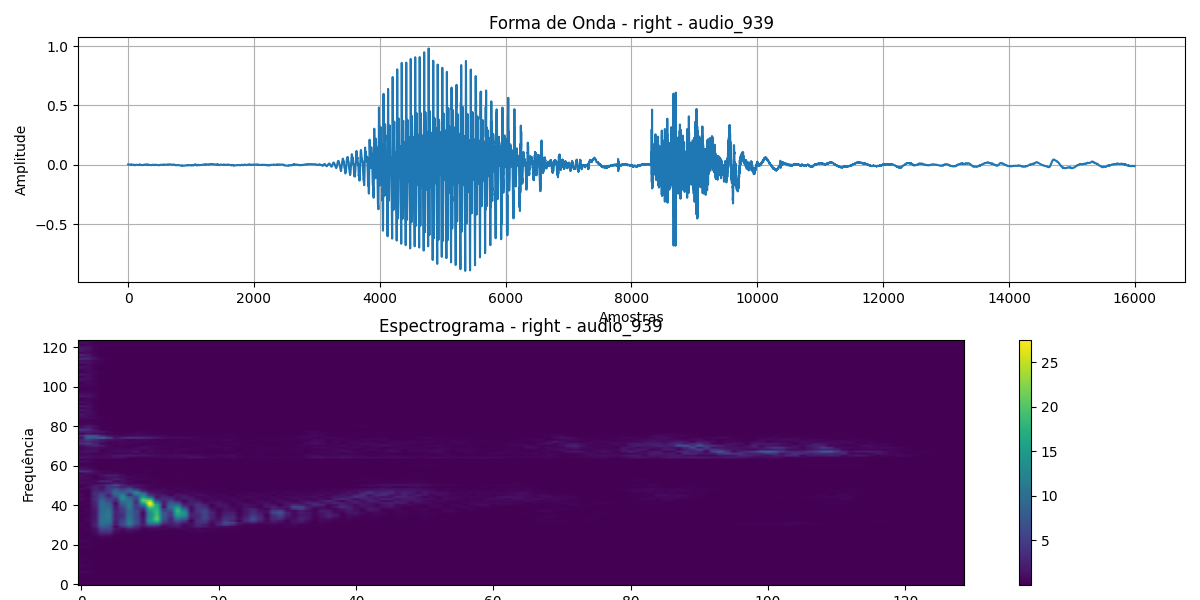 Forma de Onda - right - audio_939
1.0
0.5
0.0
−0.5
Amplitude
0 2000 4000 6000 8000 10000 12000 14000 16000
Amostras
Espectrograma - right - audio_939
120
100
80
60
40
20
0
Frequência
0 20 40 60 80 100 120
25
20
15
10
5